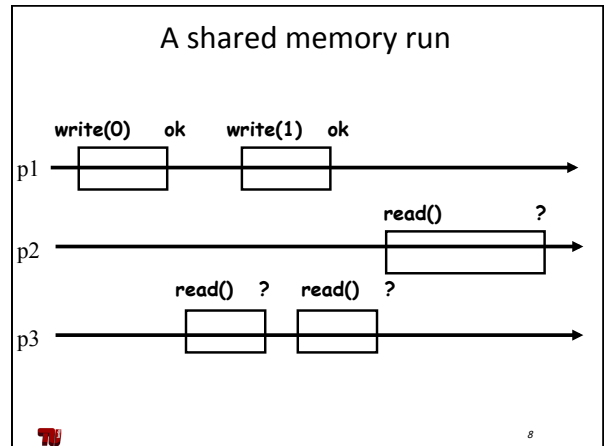 A shared memory run
write(0) ok write(1) ok
p1
read() ?
p2
read() ? read() ?
p3
8